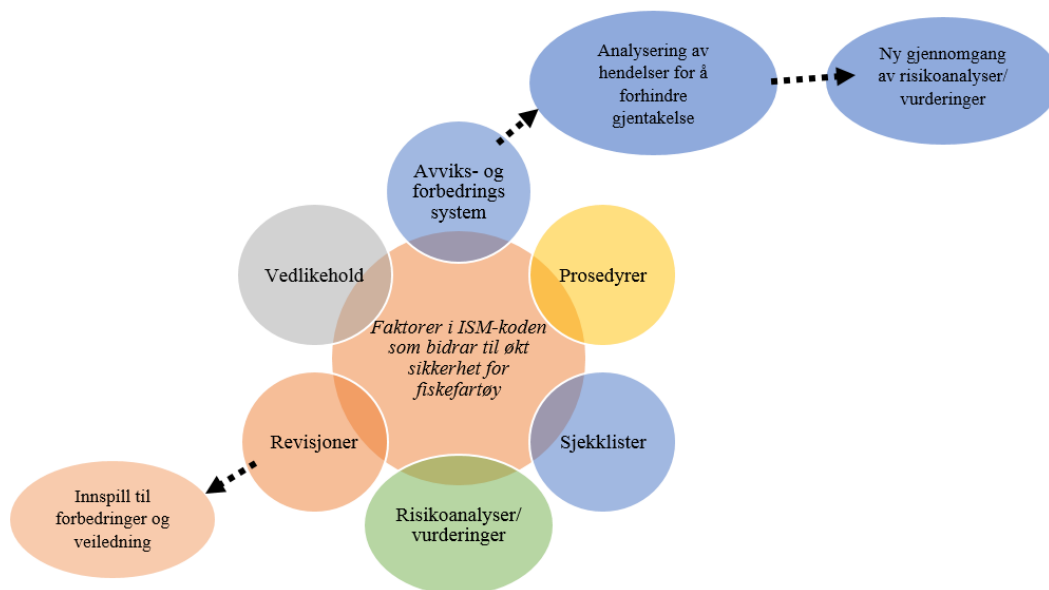 Analysering av
hendelser for å
forhindre
gjentakelse
Ny gjennomgang
av risikoanalyser/
vurderinger
Avviks- og
forbedrings
system
Vedlikehold
Prosedyrer
Faktorer i ISM-koden
som bidrar til økt
sikkerhet for
fiskefartøy
Revisjoner
Sjekklister
Innspill til
forbedringer og
veiledning
Risikoanalyser/
vurderinger